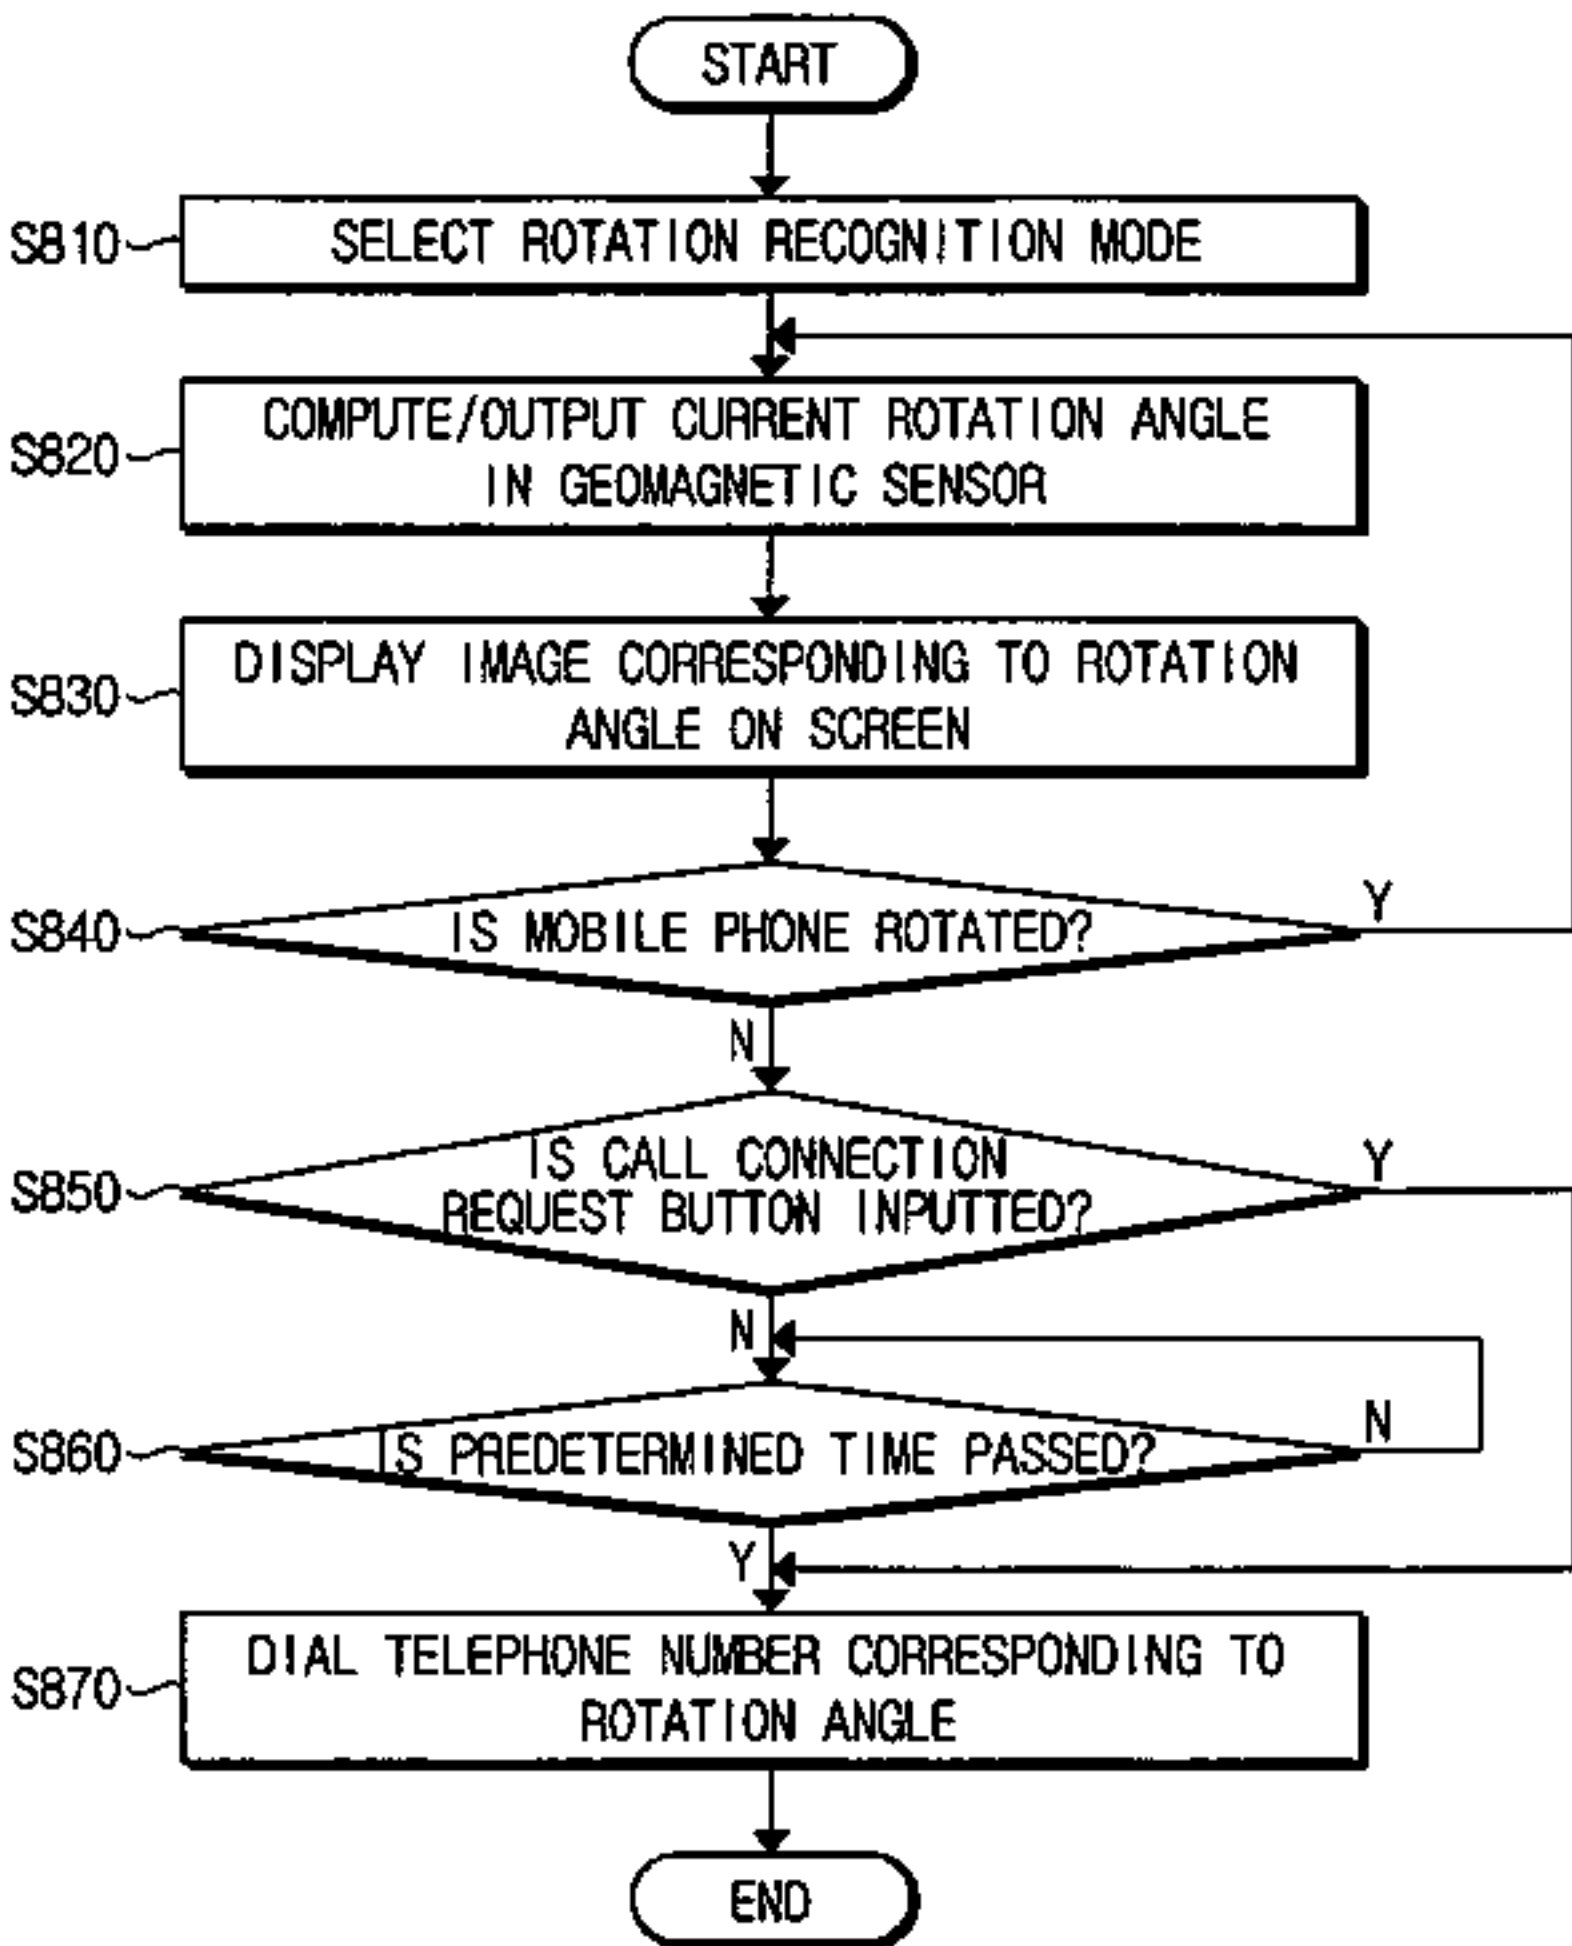 START
S810
SELECT ROTATION RECOGNITION MODE
S820
COMPUTE/OUTPUT CURRENT ROTATION ANGLE
IN GEOMAGNETIC SENSOR
S830
DISPLAY IMAGE CORRESPONDING TO ROTATION
ANGLE ON SCREEN
S840
IS MOBILE PHONE ROTATED?
Y
N
S850
IS CALL CONNECTION
REQUEST BUTTON INPUTTED?
Y
N
S860
IS PREDETERMINED TIME PASSED?
N
Y
S870
DIAL TELEPHONE NUMBER CORRESPONDING TO
ROTATION ANGLE
END